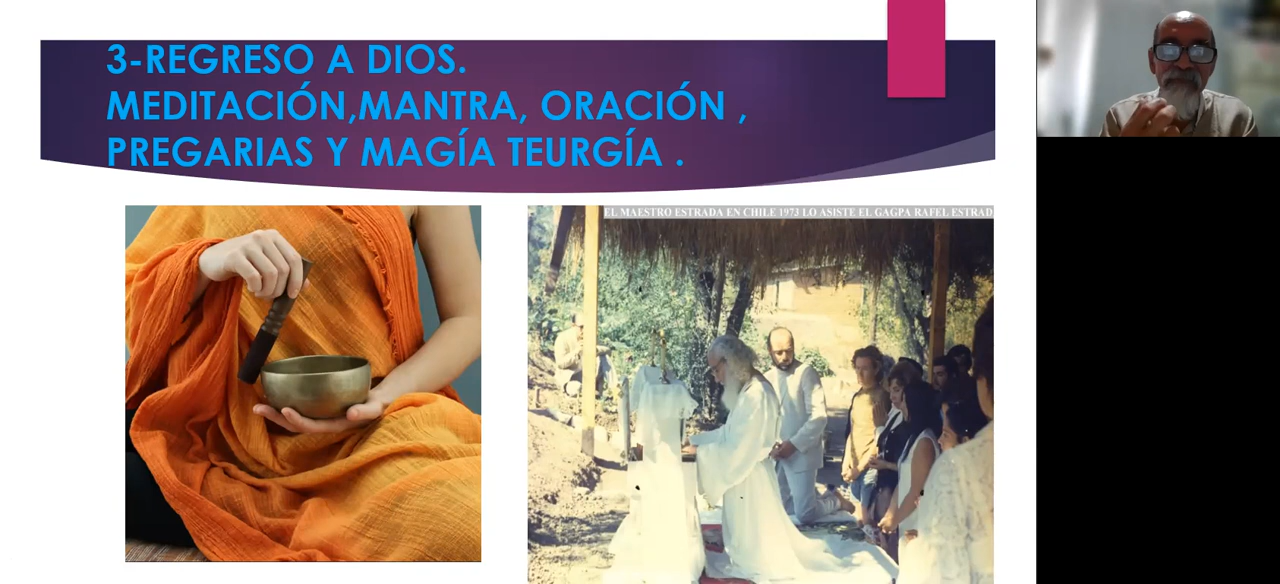 3-REGRESO A DIOS.
MEDITACIÓN,MANTRA, ORACIÓN ,
PREGARIAS Y MAGÍA TEURGÍA .
EL MAESTRO ESTRADA EN CHILE 1973 LO ASISTE EL GAGPA RAFEL ESTRAD